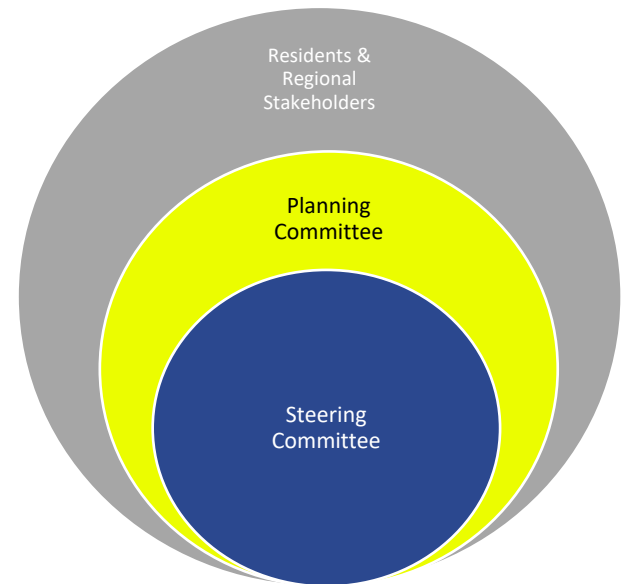 Residents &
Regional
Stakeholders
Planning
Committee
Steering
Committee